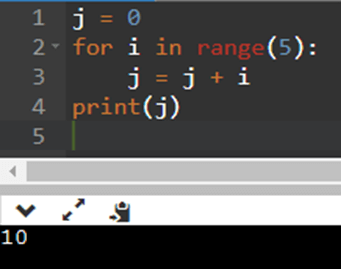 1 j = 0
2 for i in range(5):
3     j = j + i
4 print(j)
5
10